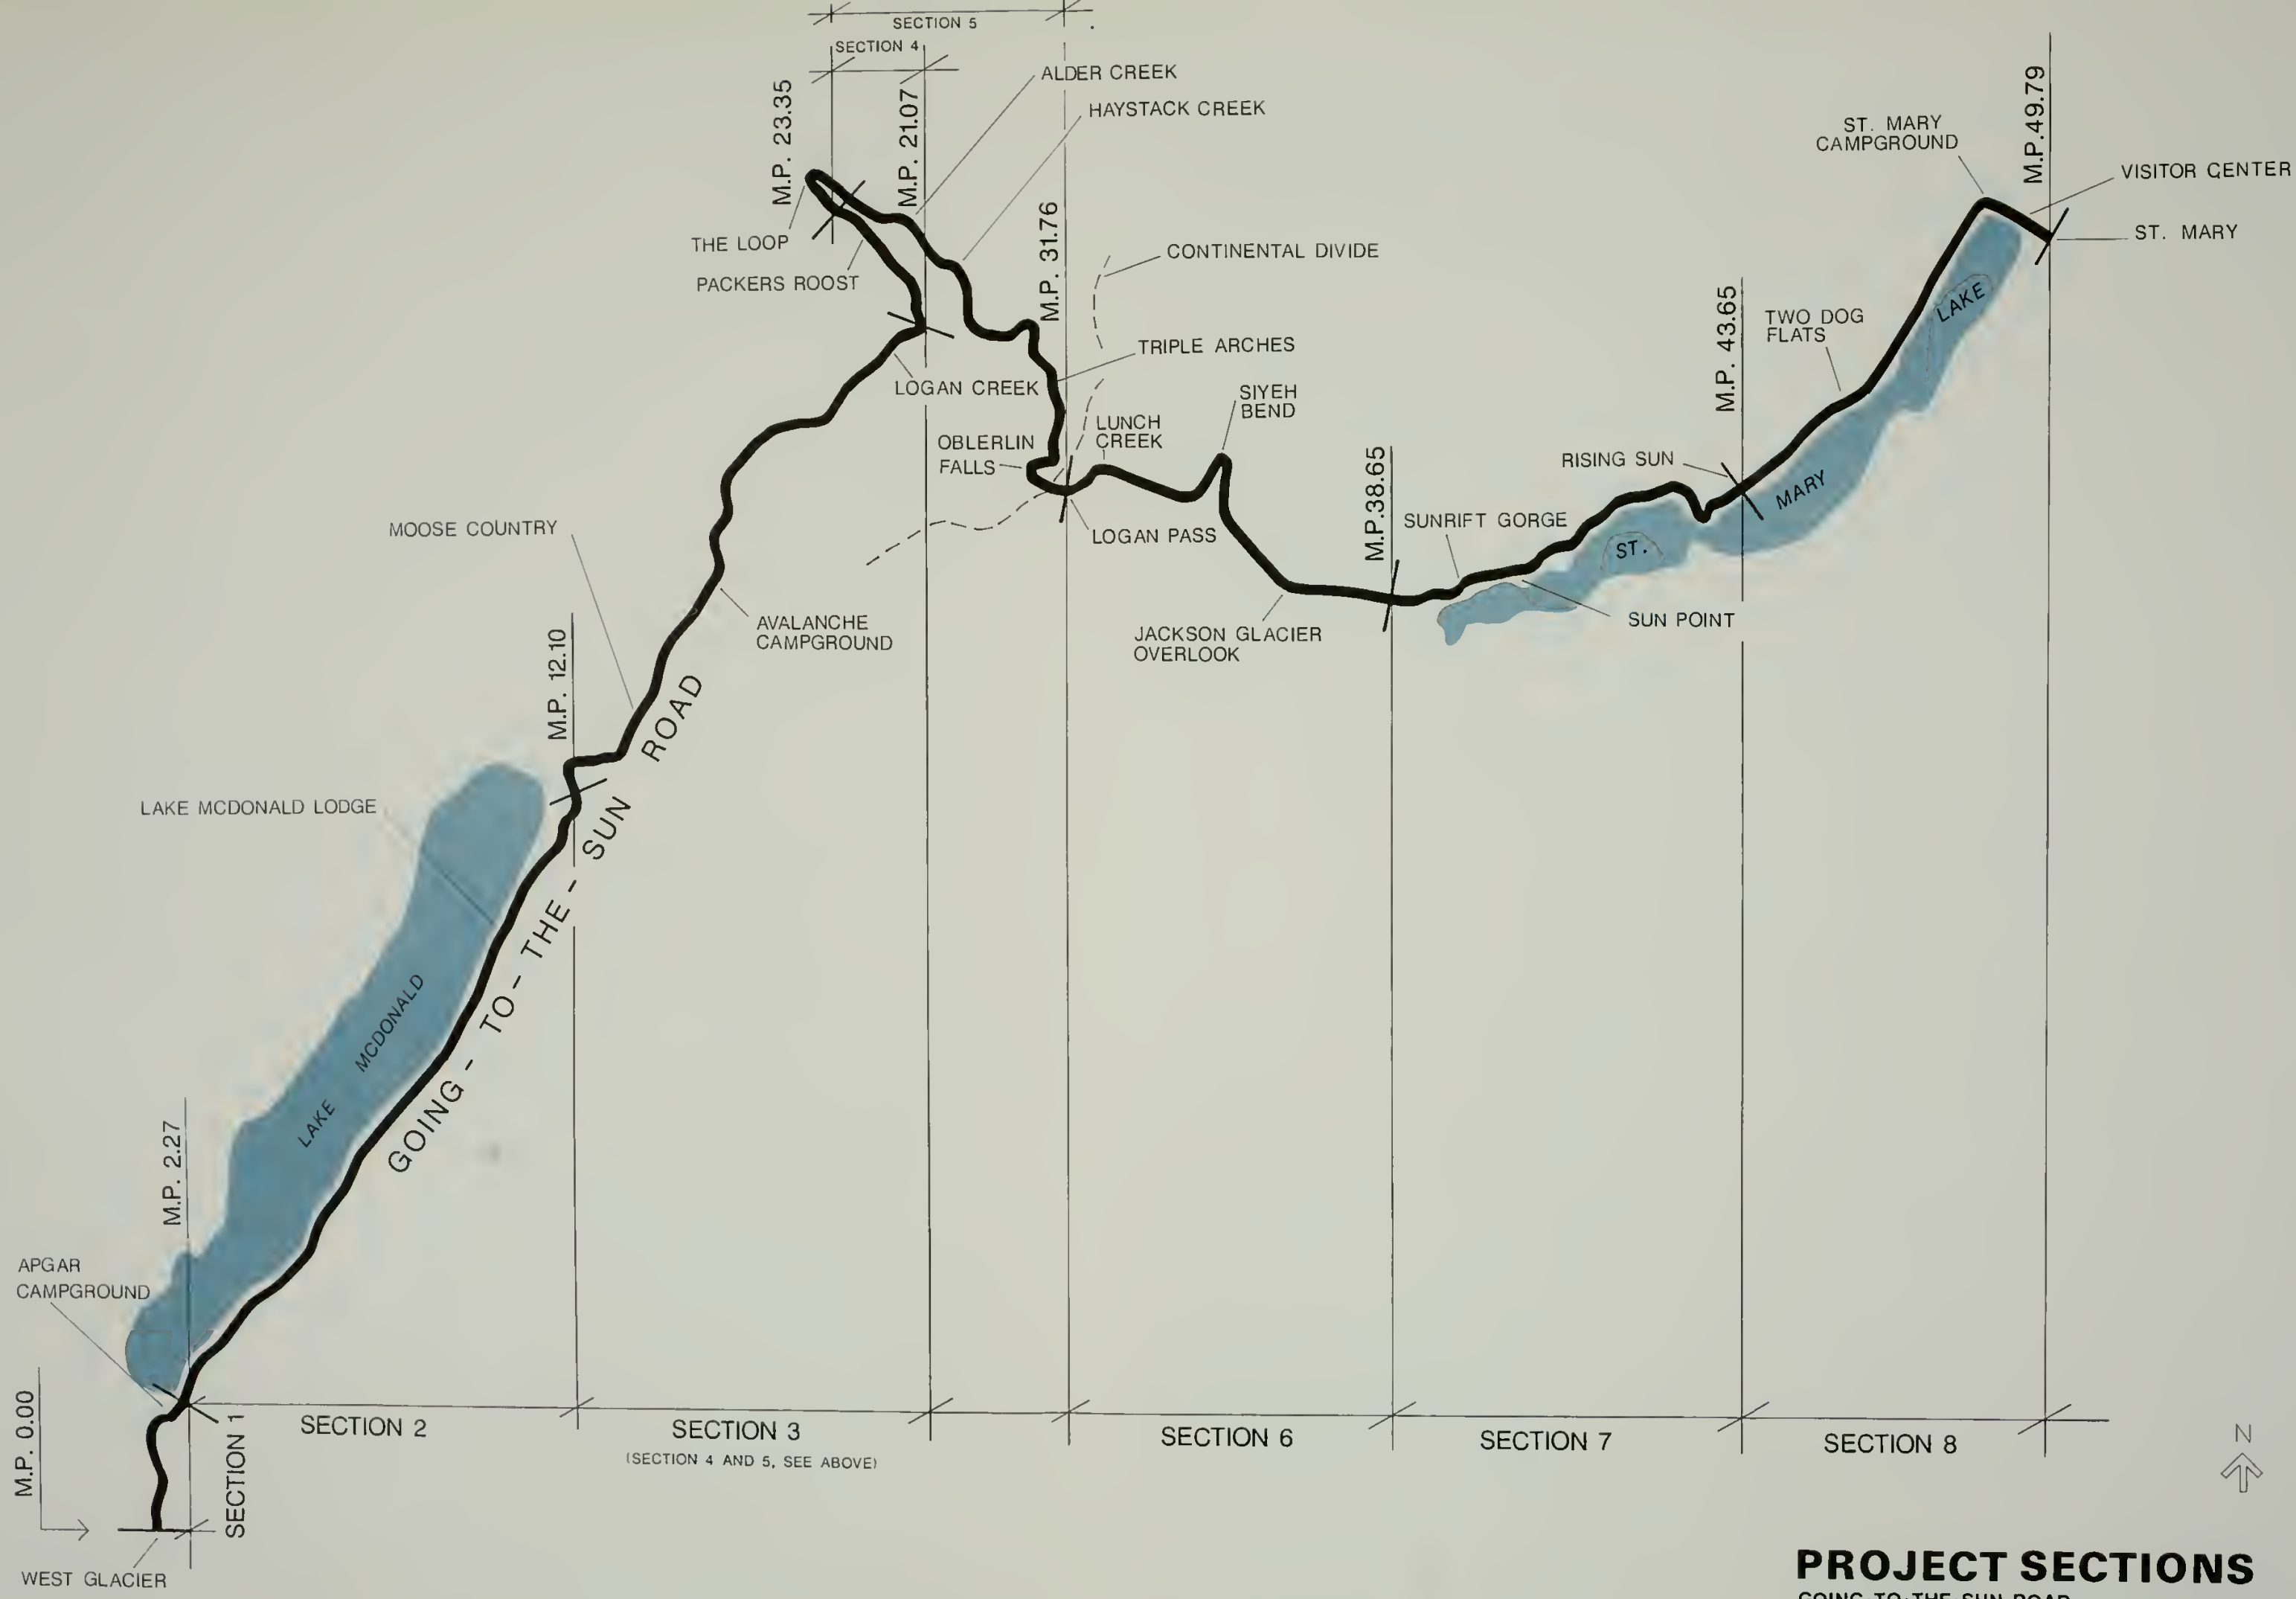 SECTION 5
SECTION 4
M.P. 23.35
M.P. 21.07
ALDER CREEK
HAYSTACK CREEK
M.P. 31.76
THE LOOP
PACKERS ROOST
CONTINENTAL DIVIDE
TRIPLE ARCHES
LOGAN CREEK
SIYEH
BEND
LUNCH
CREEK
OBLERLIN
FALLS
LOGAN PASS
M.P.49.79
ST. MARY
CAMPGROUND
VISITOR CENTER
ST. MARY
M.P. 43.65
TWO DOG
FLATS
LAKE
MARY
ST.
RISING SUN
M.P.38.65
SUNRIFT GORGE
SUN POINT
JACKSON GLACIER
OVERLOOK
MOOSE COUNTRY
AVALANCHE
CAMPGROUND
M.P. 12.10
LAKE MCDONALD LODGE
GOING - TO - THE - SUN ROAD
LAKE MCDONALD
M.P. 2.27
APGAR
CAMPGROUND
M.P. 0.00
WEST GLACIER
SECTION 1
SECTION 2
SECTION 3
(SECTION 4 AND 5, SEE ABOVE)
SECTION 6
SECTION 7
SECTION 8
N
PROJECT SECTIONS
GOING-TO-THE-SUN ROAD